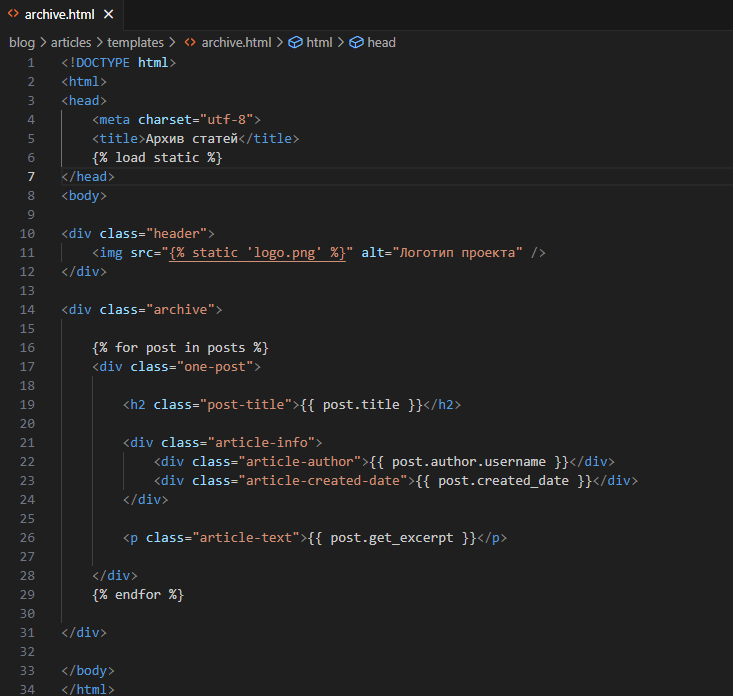 archive.html
blog > articles > templates > archive.html > html > head
1 <!DOCTYPE html>
2 <html>
3 <head>
4 <meta charset="utf-8">
5 <title>Архив статей</title>
6 {% load static %}
7 </head>
8 <body>
9
10 <div class="header">
11 <img src="{% static 'logo.png' %}" alt="Логотип проекта" />
12 </div>
13
14 <div class="archive">
15
16 {% for post in posts %}
17 <div class="one-post">
18
19 <h2 class="post-title">{{ post.title }}</h2>
20
21 <div class="article-info">
22 <div class="article-author">{{ post.author.username }}</div>
23 <div class="article-created-date">{{ post.created_date }}</div>
24 </div>
25
26 <p class="article-text">{{ post.get_excerpt }}</p>
27
28 </div>
29 {% endfor %}
30
31 </div>
32
33 </body>
34 </html>